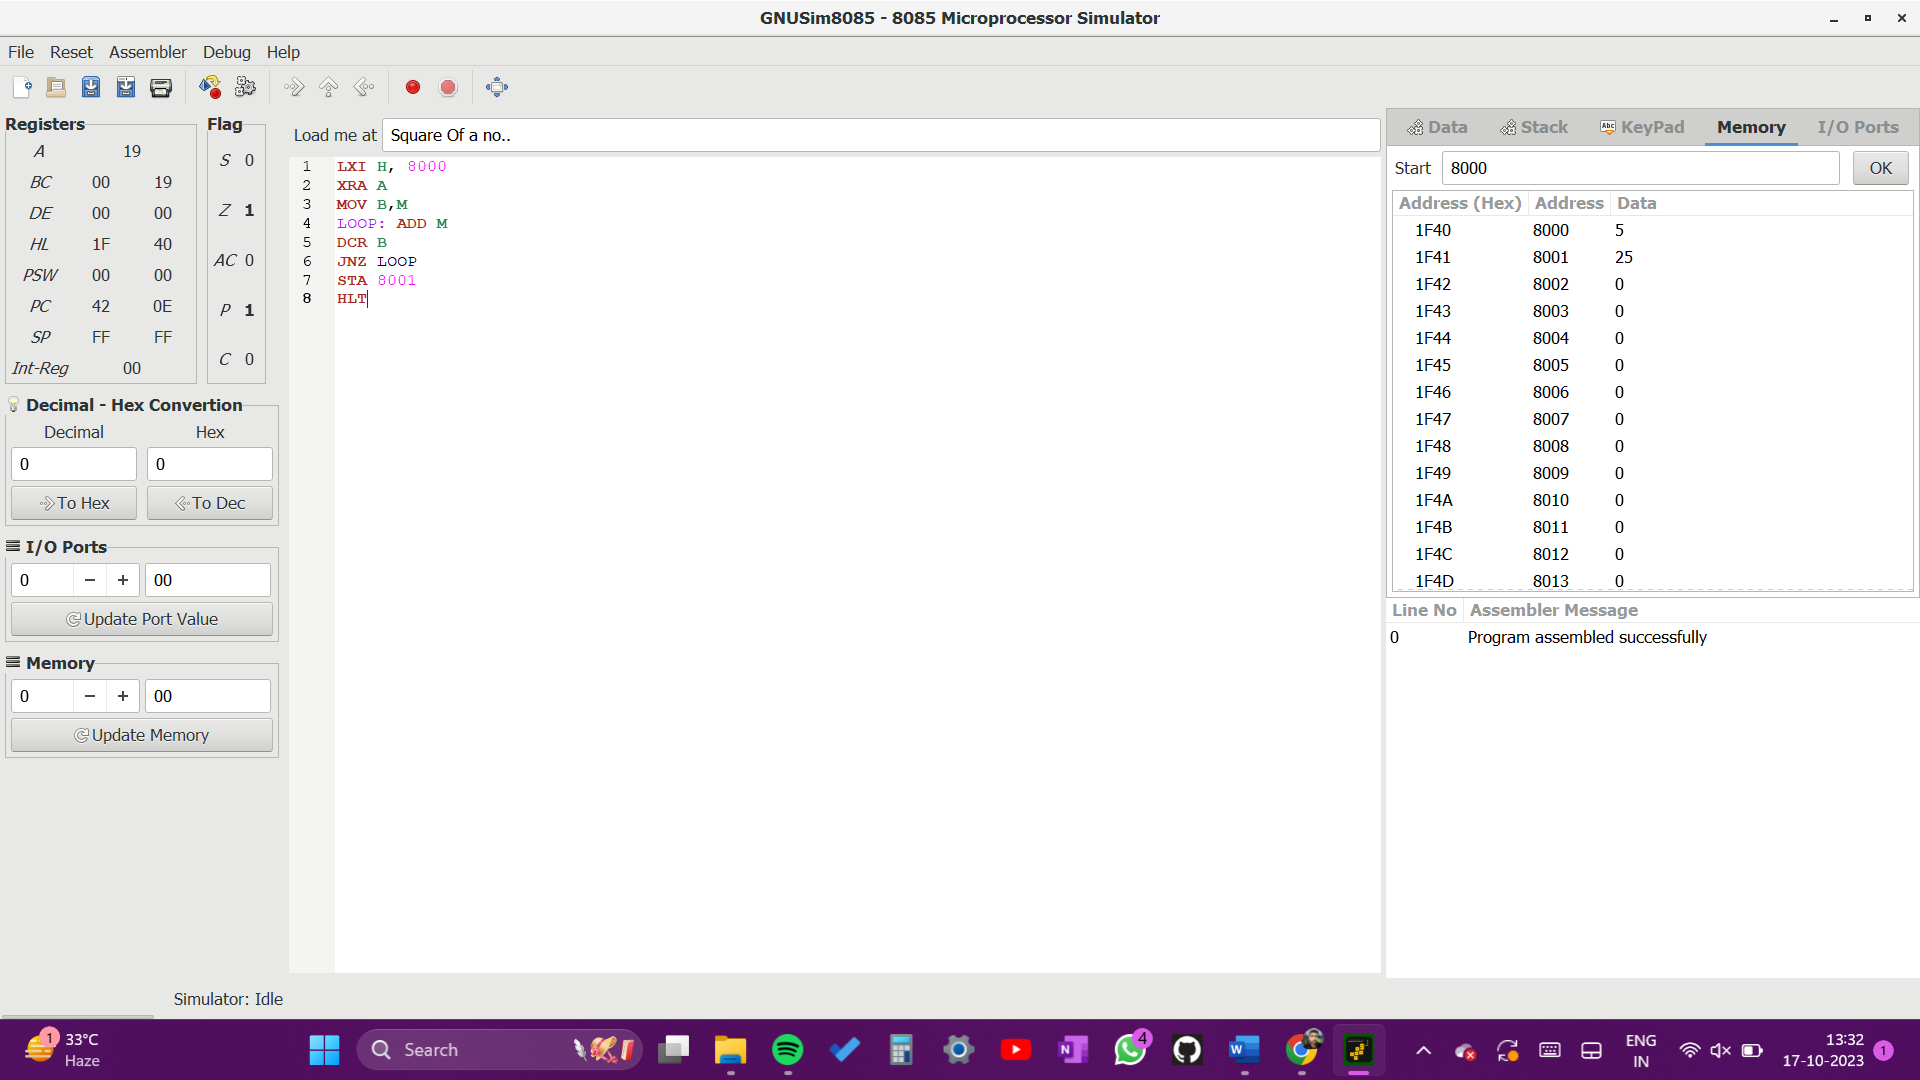 GNUSim8085 - 8085 Microprocessor Simulator
File Reset Assembler Debug Help
Registers
A 19
BC 00 19
DE 00 00
HL 1F 40
PSW 00 00
PC 42 0E
SP FF FF
Int-Reg 00
Flag
S 0
Z 1
AC 0
P 1
C 0
Decimal - Hex Convertion
Decimal Hex
0 0
To Hex To Dec
I/O Ports
0 − + 00
Update Port Value
Memory
0 − + 00
Update Memory
Load me at Square Of a no..
1 LXI H, 8000
2 XRA A
3 MOV B,M
4 LOOP: ADD M
5 DCR B
6 JNZ LOOP
7 STA 8001
8 HLT
Data Stack Abc KeyPad Memory I/O Ports
Start 8000 OK
Address (Hex) Address Data
1F40 8000 5
1F41 8001 25
1F42 8002 0
1F43 8003 0
1F44 8004 0
1F45 8005 0
1F46 8006 0
1F47 8007 0
1F48 8008 0
1F49 8009 0
1F4A 8010 0
1F4B 8011 0
1F4C 8012 0
1F4D 8013 0
Line No Assembler Message
0 Program assembled successfully
Simulator: Idle
1 33°C
Haze
Search
N
4
W
ENG
IN
13:32
17-10-2023
1